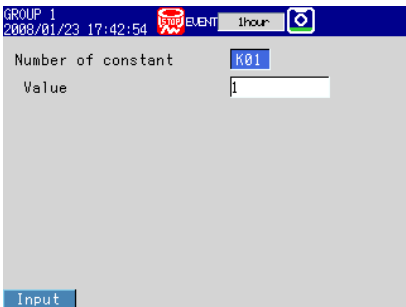 GROUP 1
2008/01/23 17:42:54 STOP EVENT 1hour
Number of constant K01
Value 1
Input